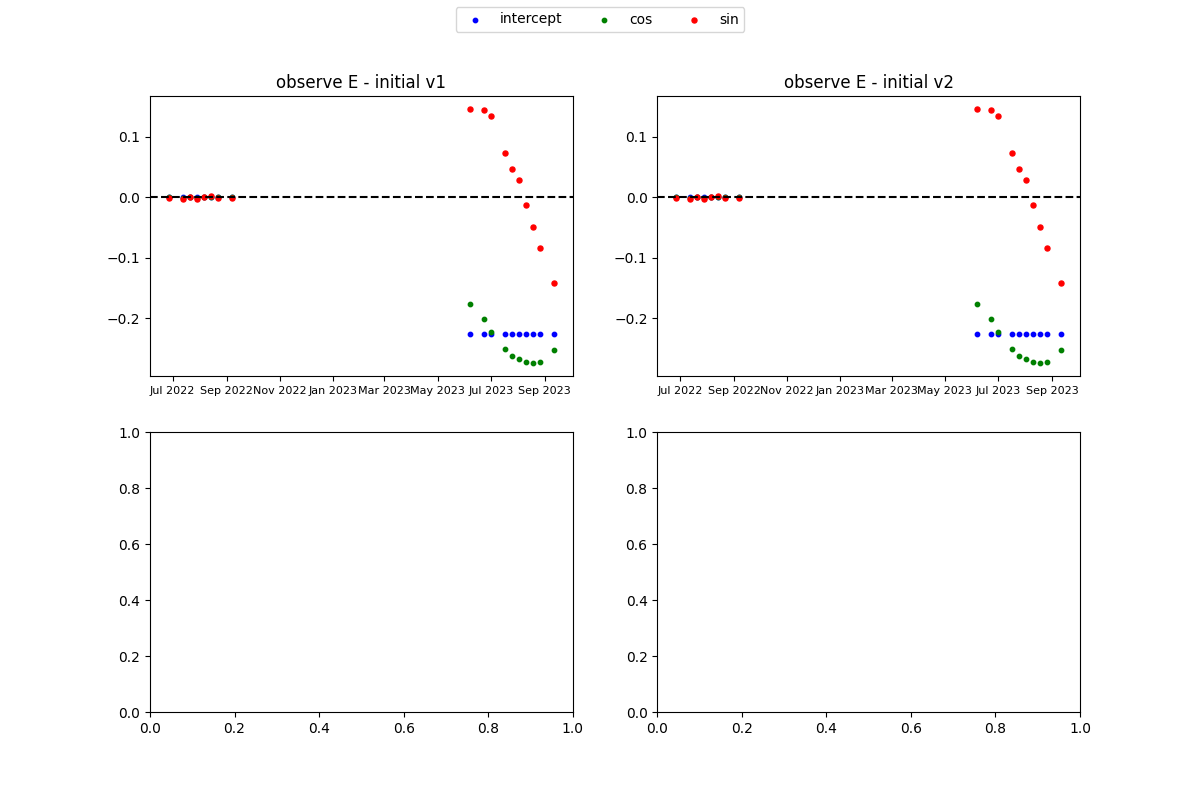 intercept cos sin
observe E - initial v1 observe E - initial v2
0.1 0.1
0.0 0.0
−0.1 −0.1
−0.2 −0.2
Jul 2022 Sep 2022 Nov 2022 Jan 2023 Mar 2023 May 2023 Jul 2023 Sep 2023 Jul 2022 Sep 2022 Nov 2022 Jan 2023 Mar 2023 May 2023 Jul 2023 Sep 2023
1.0 1.0
0.8 0.8
0.6 0.6
0.4 0.4
0.2 0.2
0.0 0.0
0.0 0.2 0.4 0.6 0.8 1.0 0.0 0.2 0.4 0.6 0.8 1.0